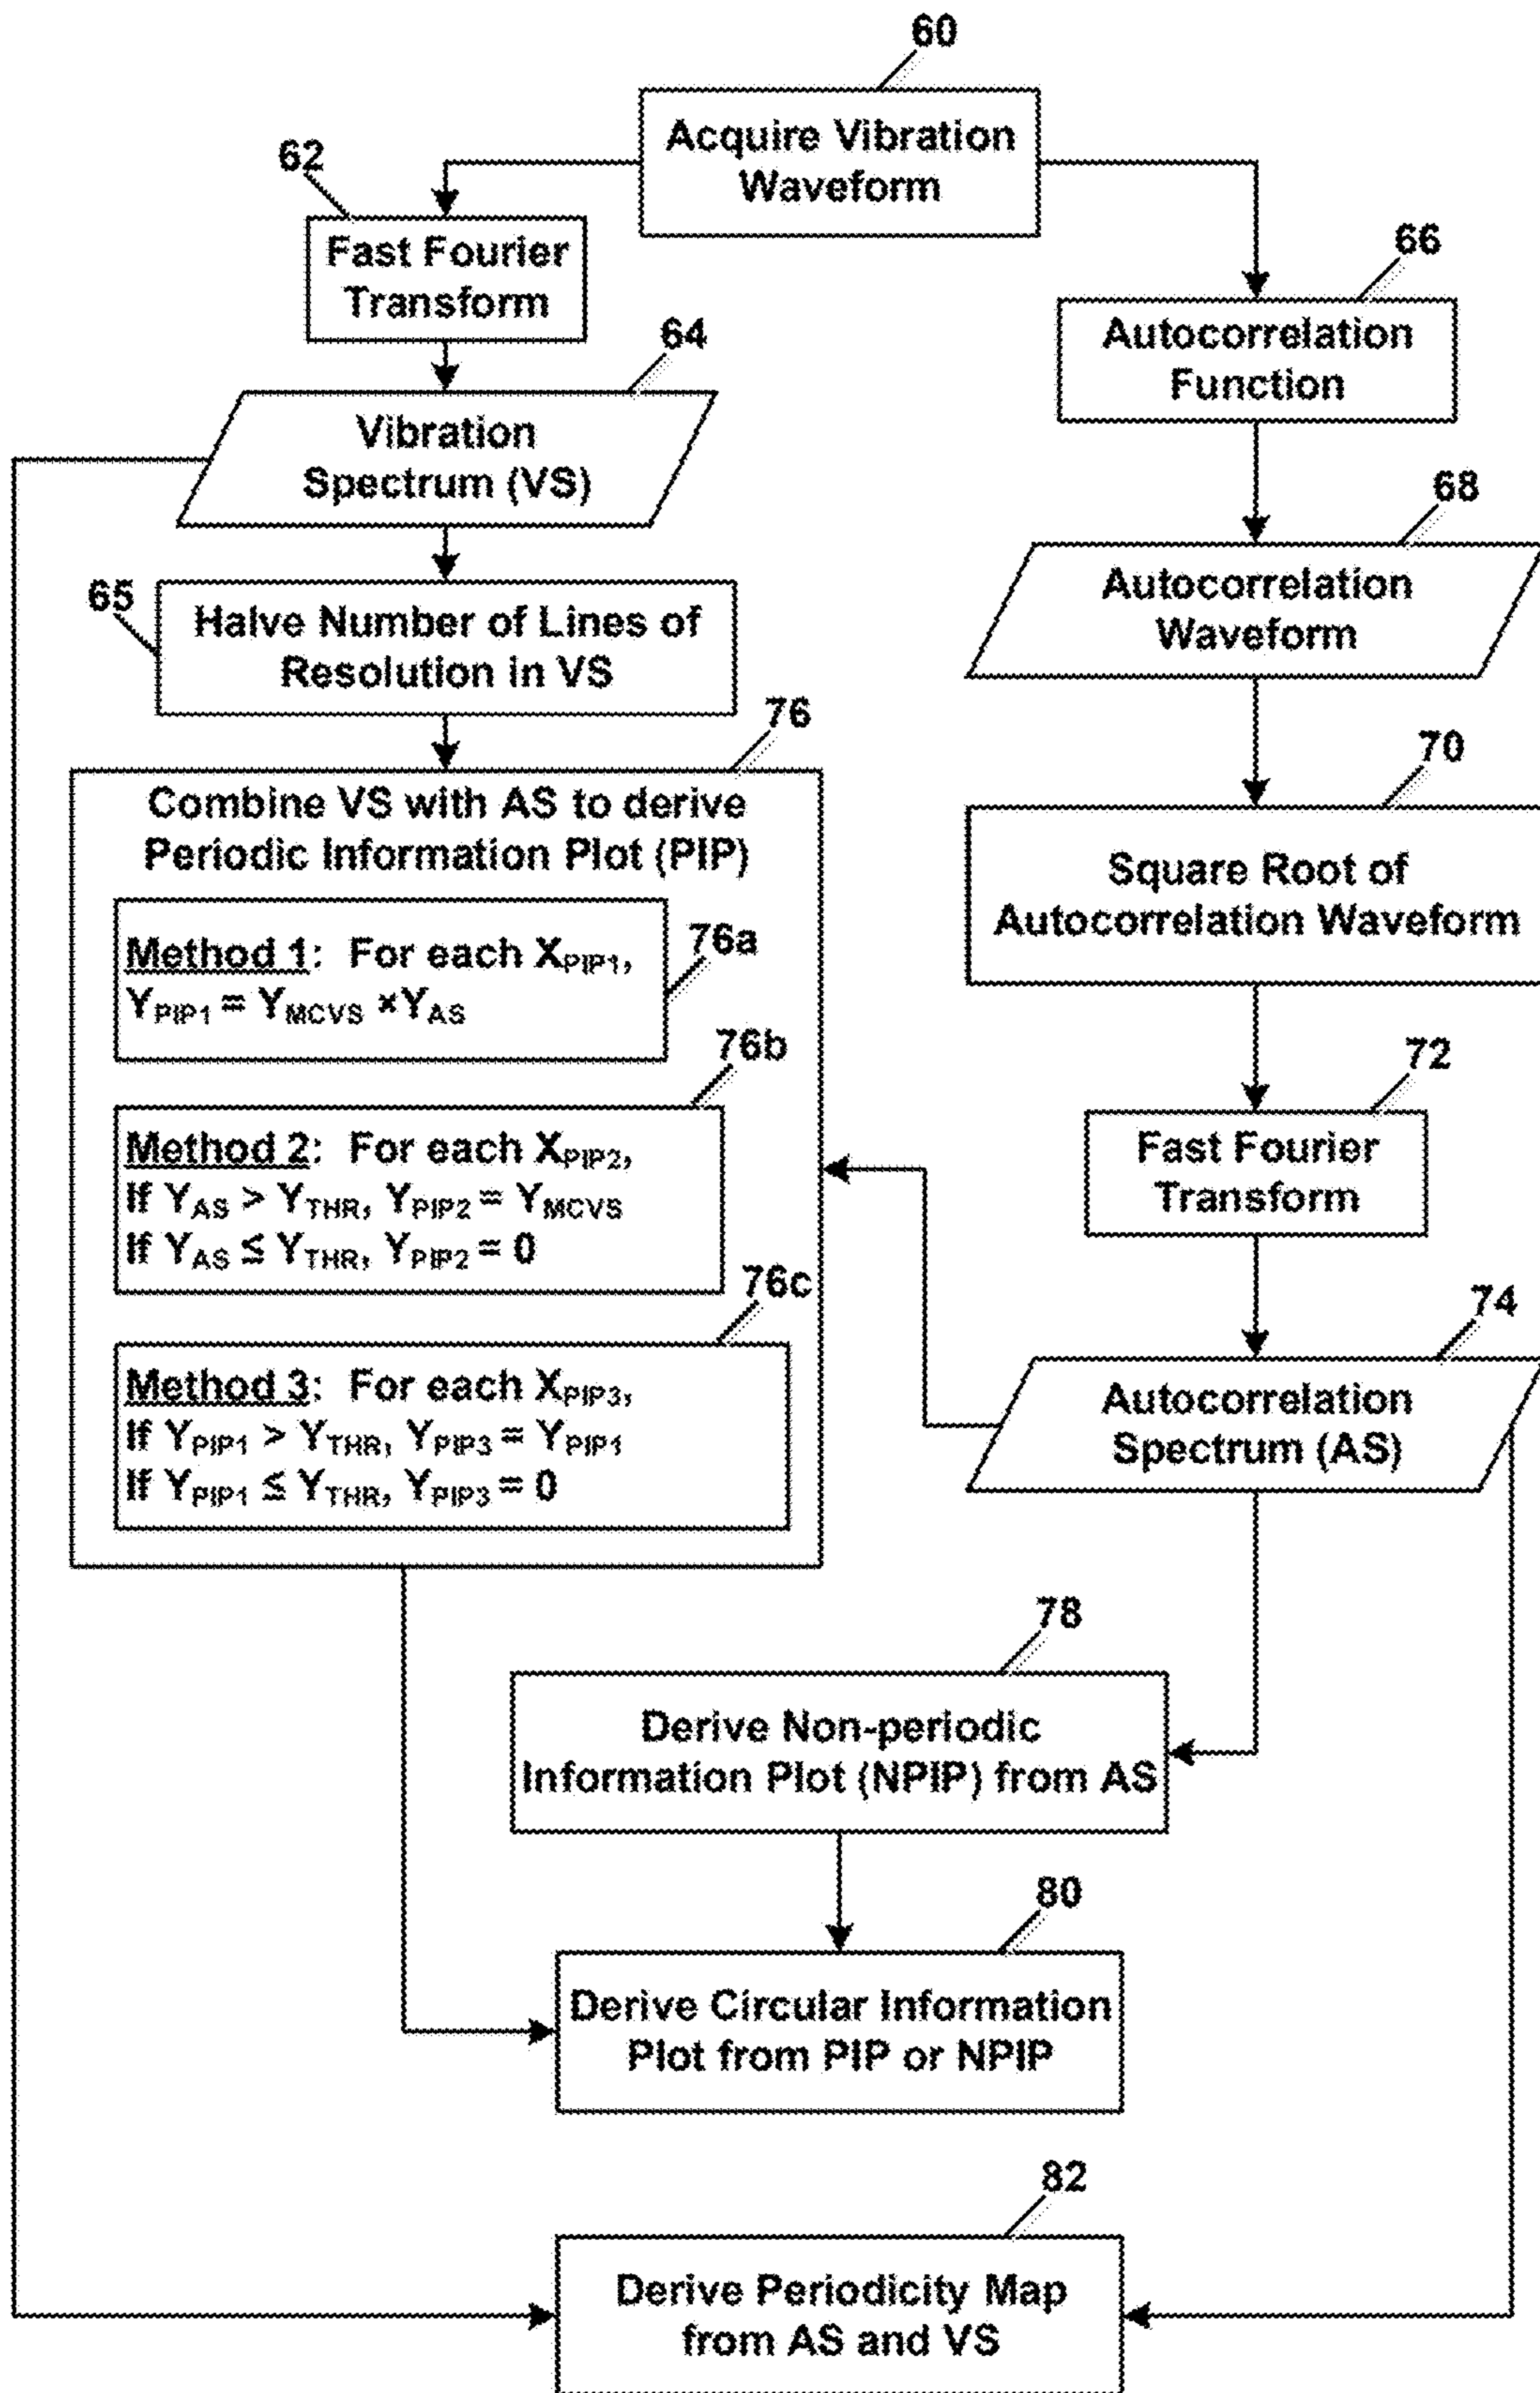 60
Acquire Vibration
Waveform
62
Fast Fourier
Transform
64
Vibration
Spectrum (VS)
65
Halve Number of Lines of
Resolution in VS
66
Autocorrelation
Function
68
Autocorrelation
Waveform
70
Square Root of
Autocorrelation Waveform
72
Fast Fourier
Transform
74
Autocorrelation
Spectrum (AS)
76
Combine VS with AS to derive
Periodic Information Plot (PIP)
76a
Method 1: For each XPIP1,
YPIP1 = YMCVS ×YAS
76b
Method 2: For each XPIP2,
If YAS > YTHR, YPIP2 = YMCVS
If YAS ≤ YTHR, YPIP2 = 0
76c
Method 3: For each XPIP3,
If YPIP1 > YTHR, YPIP3 = YPIP1
If YPIP1 ≤ YTHR, YPIP3 = 0
78
Derive Non-periodic
Information Plot (NPIP) from AS
80
Derive Circular Information
Plot from PIP or NPIP
82
Derive Periodicity Map
from AS and VS